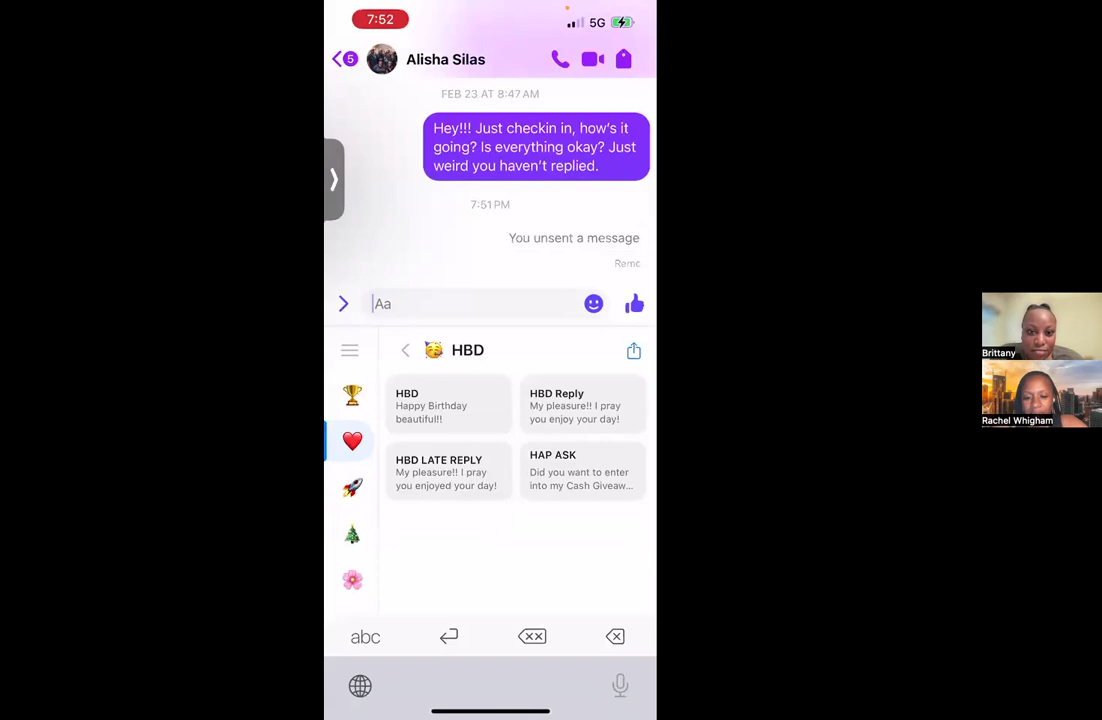 7:52
5G
5
Alisha Silas
FEB 23 AT 8:47 AM
Hey!!! Just checkin in, how's it
going? Is everything okay? Just
weird you haven't replied.
7:51 PM
You unsent a message
Remc
Aa
HBD
HBD
Happy Birthday
beautiful!!
HBD Reply
My pleasure!! I pray
you enjoy your day!
HBD LATE REPLY
My pleasure!! I pray
you enjoyed your day!
HAP ASK
Did you want to enter
into my Cash Giveaw...
abc
Brittany
Rachel Whigham